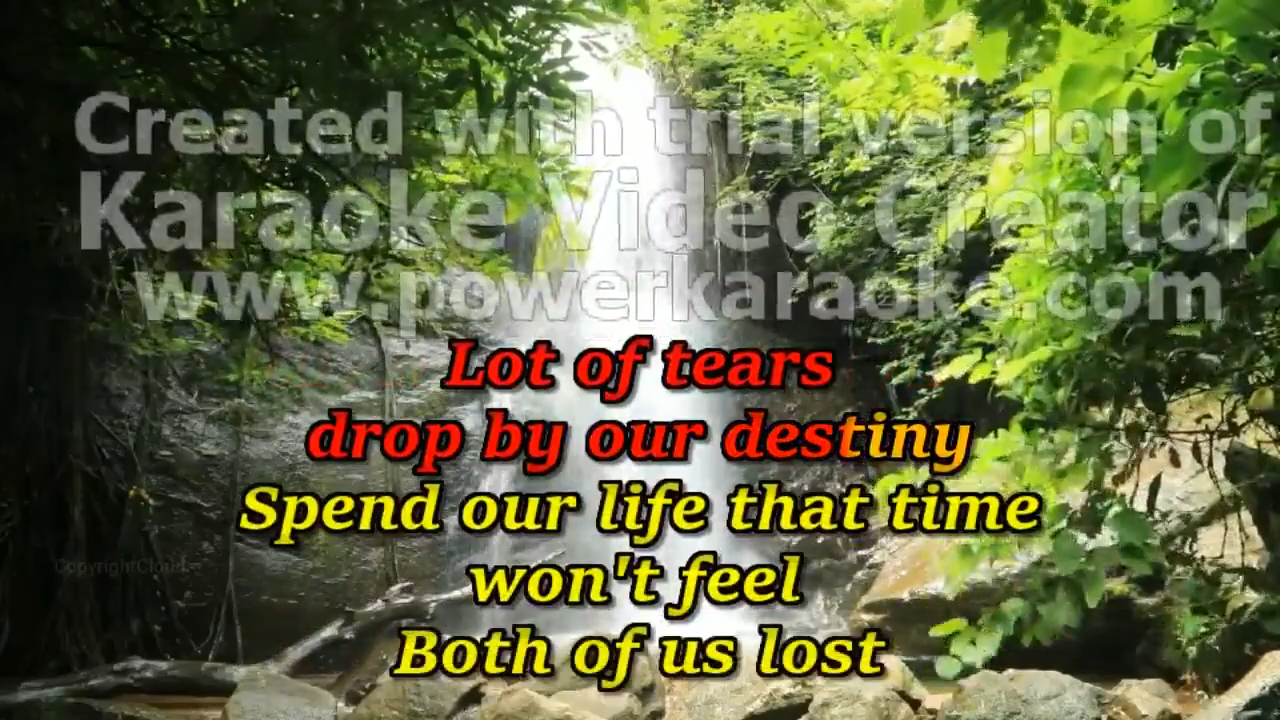 Created with trial version of
Karaoke Video Creator
www.powerkaraoke.com
Lot of tears
drop by our destiny
Spend our life that time
won't feel
Both of us lost
CopyrightCloud